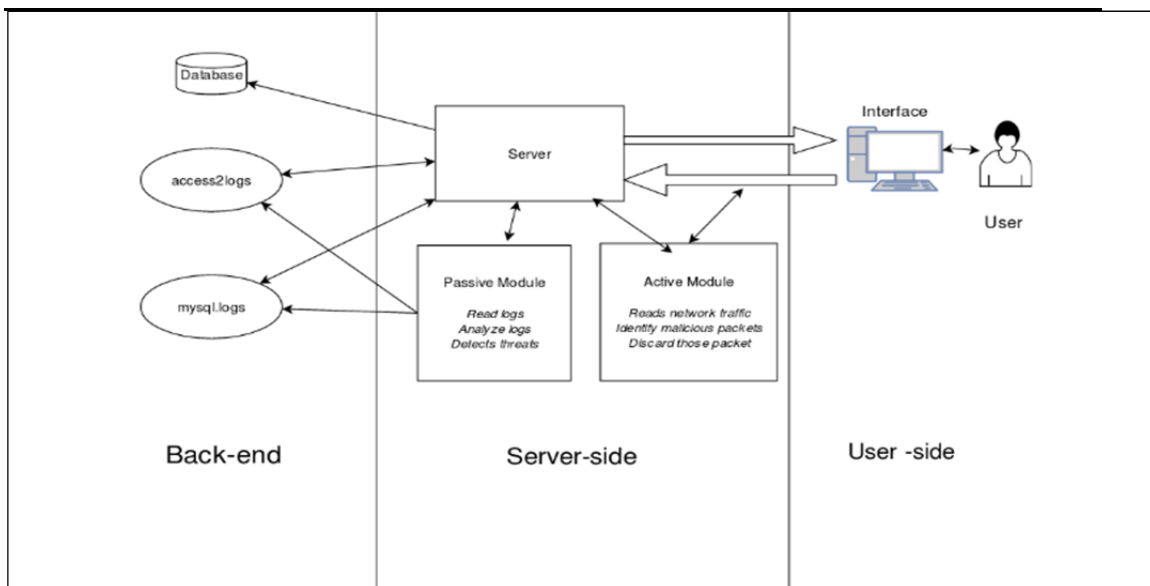 Database
access2logs
mysql.logs
Back-end
Server
Passive Module
Read logs
Analyze logs
Detects threats
Active Module
Reads network traffic
Identify malicious packets
Discard those packet
Server-side
Interface
User
User -side